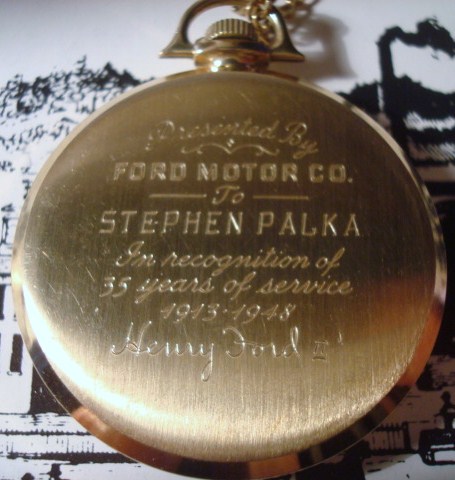 Presented By
FORD MOTOR CO.
To
STEPHEN PALKA
In recognition of
35 years of service
1913-1948
Henry Ford II